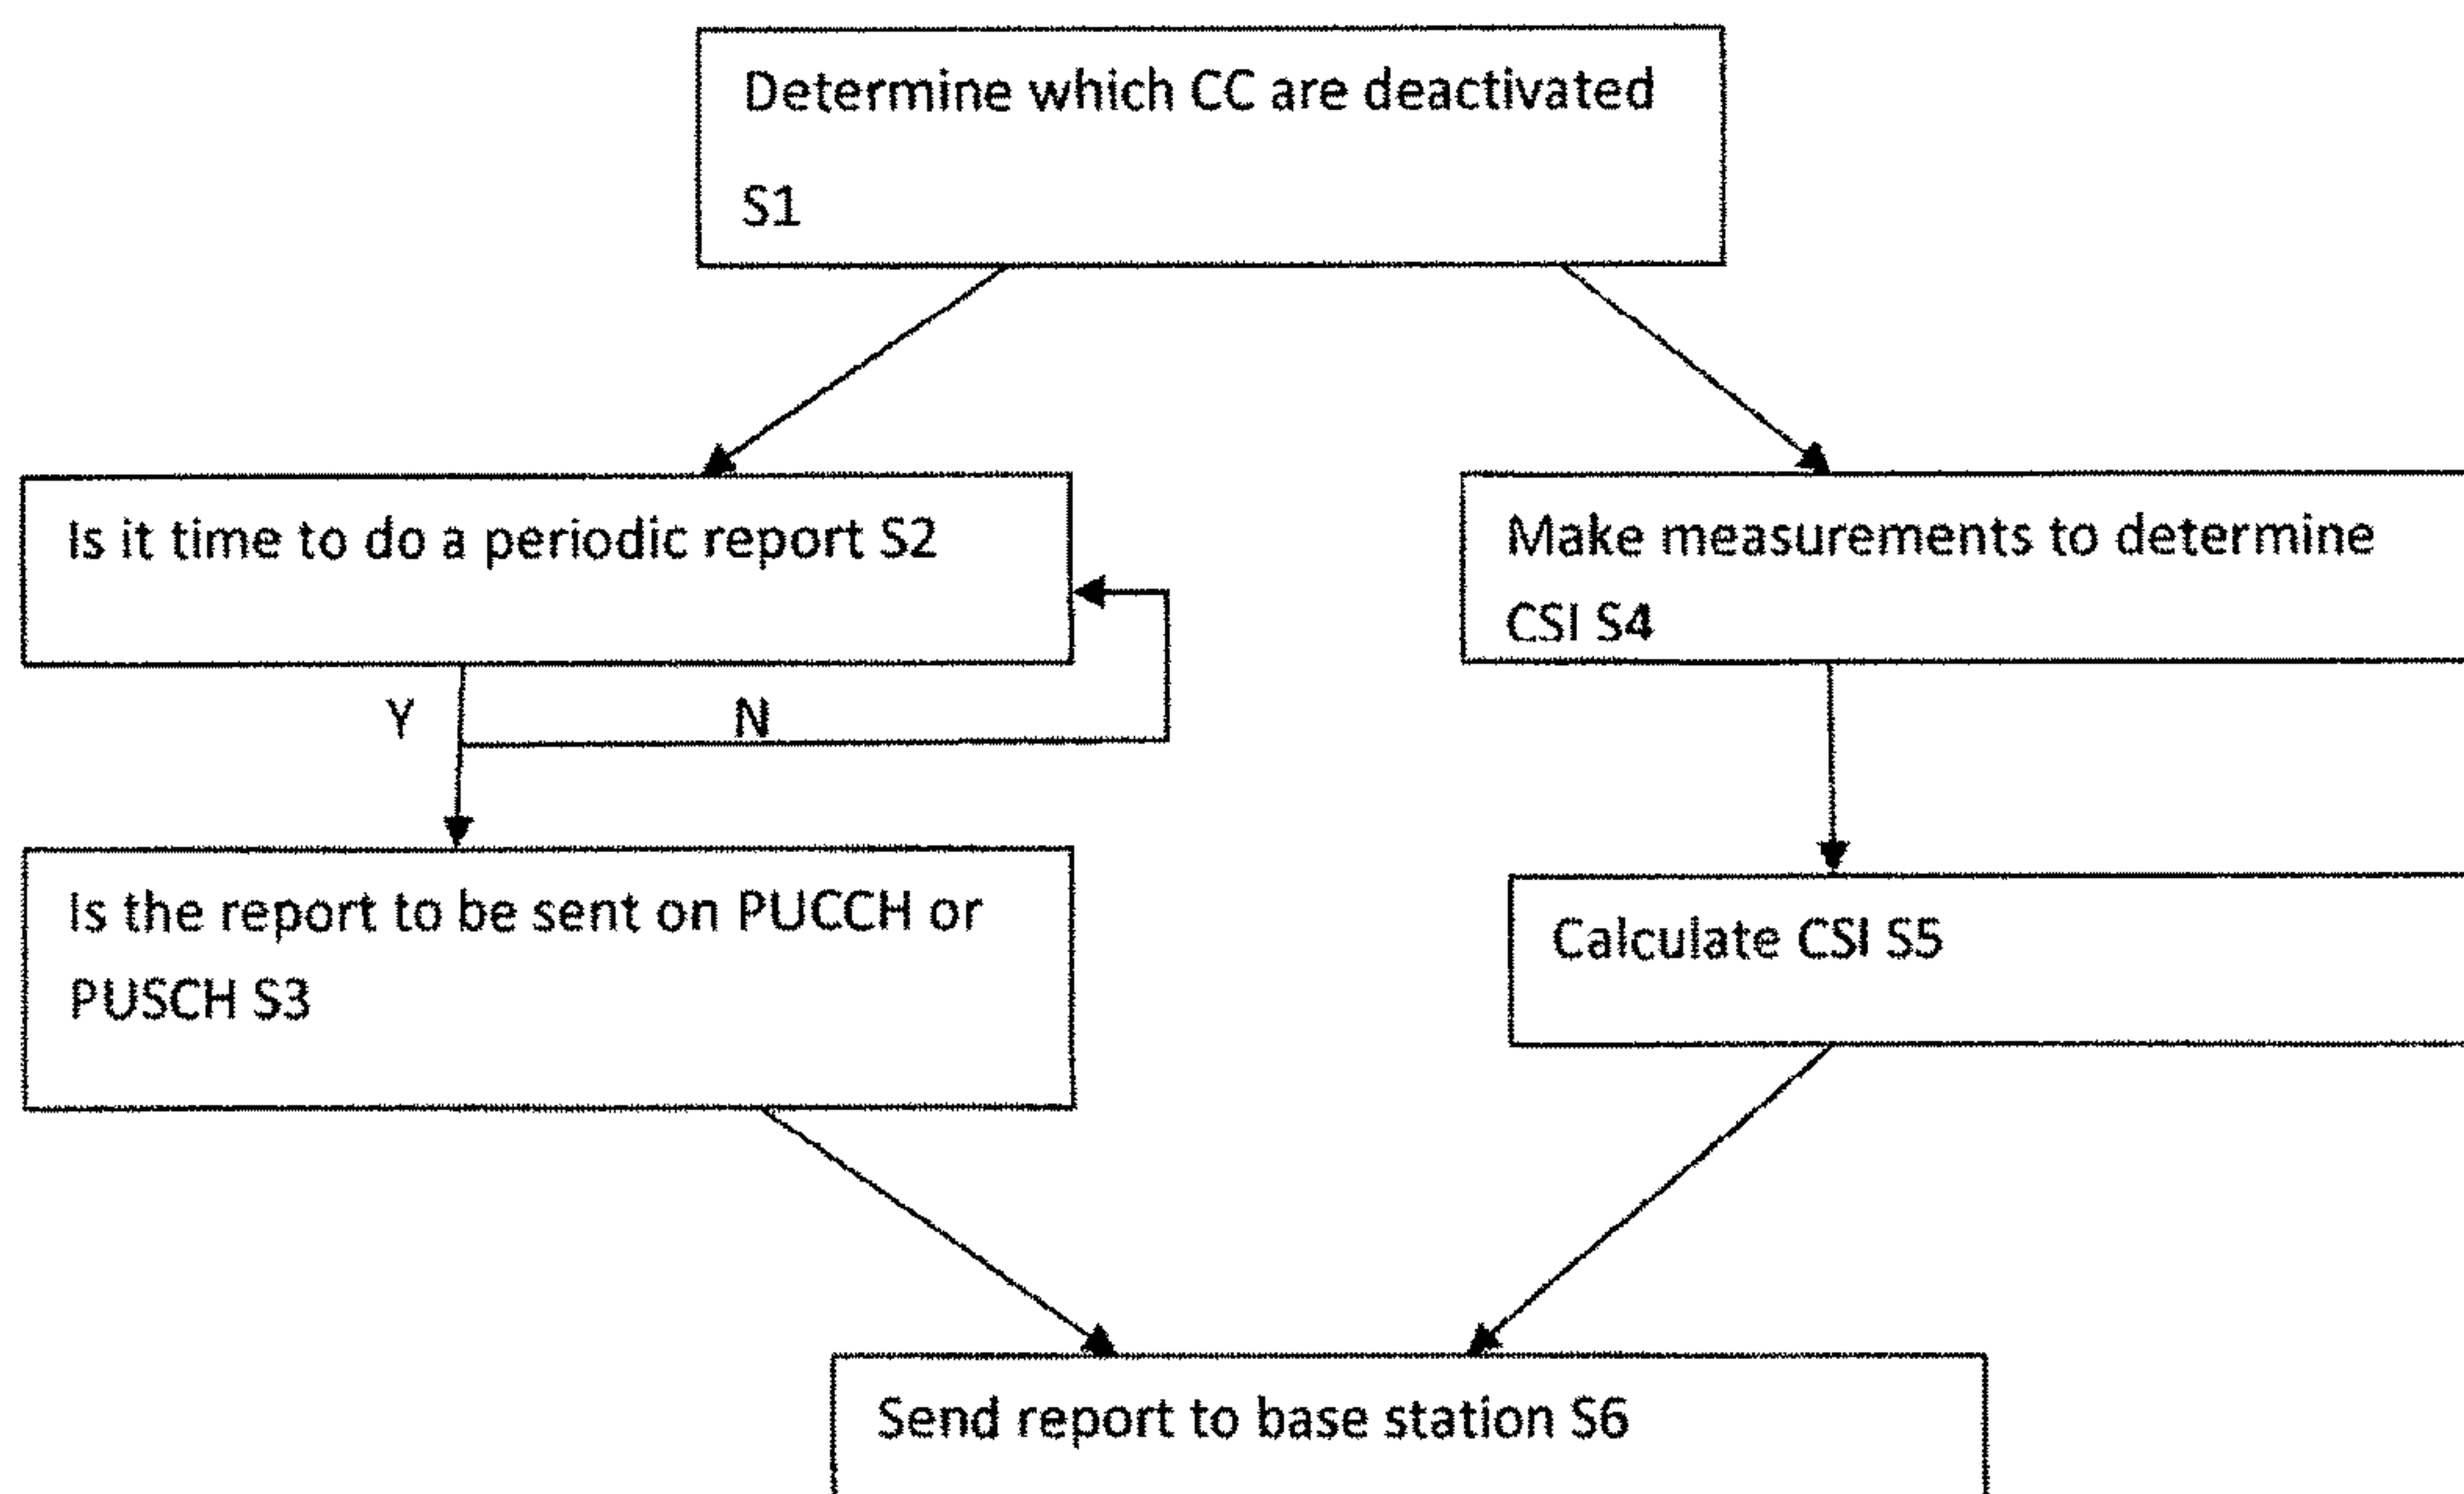 Determine which CC are deactivated
S1
Is it time to do a periodic report S2
Make measurements to determine
CSI S4
Y
N
Is the report to be sent on PUCCH or
PUSCH S3
Calculate CSI S5
Send report to base station S6